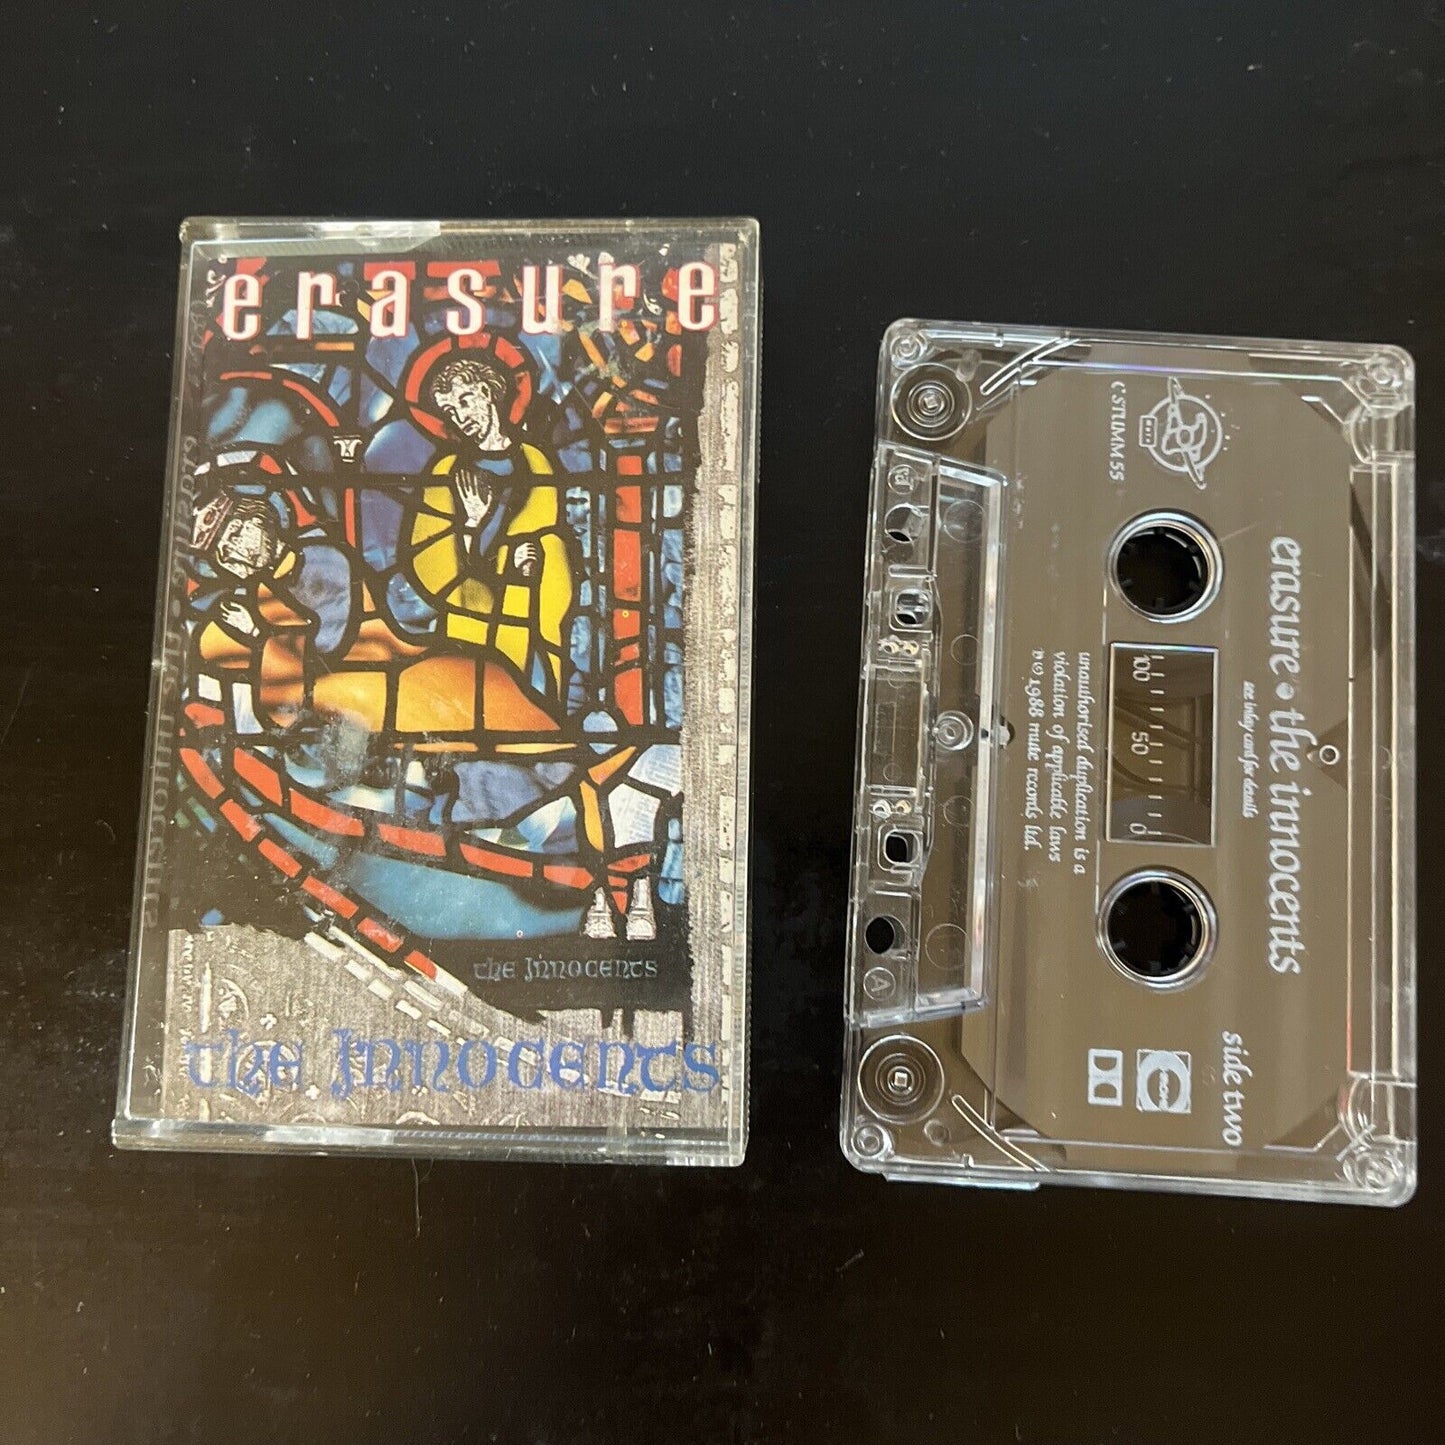 erasure
the Innocents
the Innocents
C STUMM 55
erasure • the innocents
see inlay card for details
100 50 0
unauthorised duplication is a
violation of applicable laws
℗ © 1988 mute records ltd.
side two
A